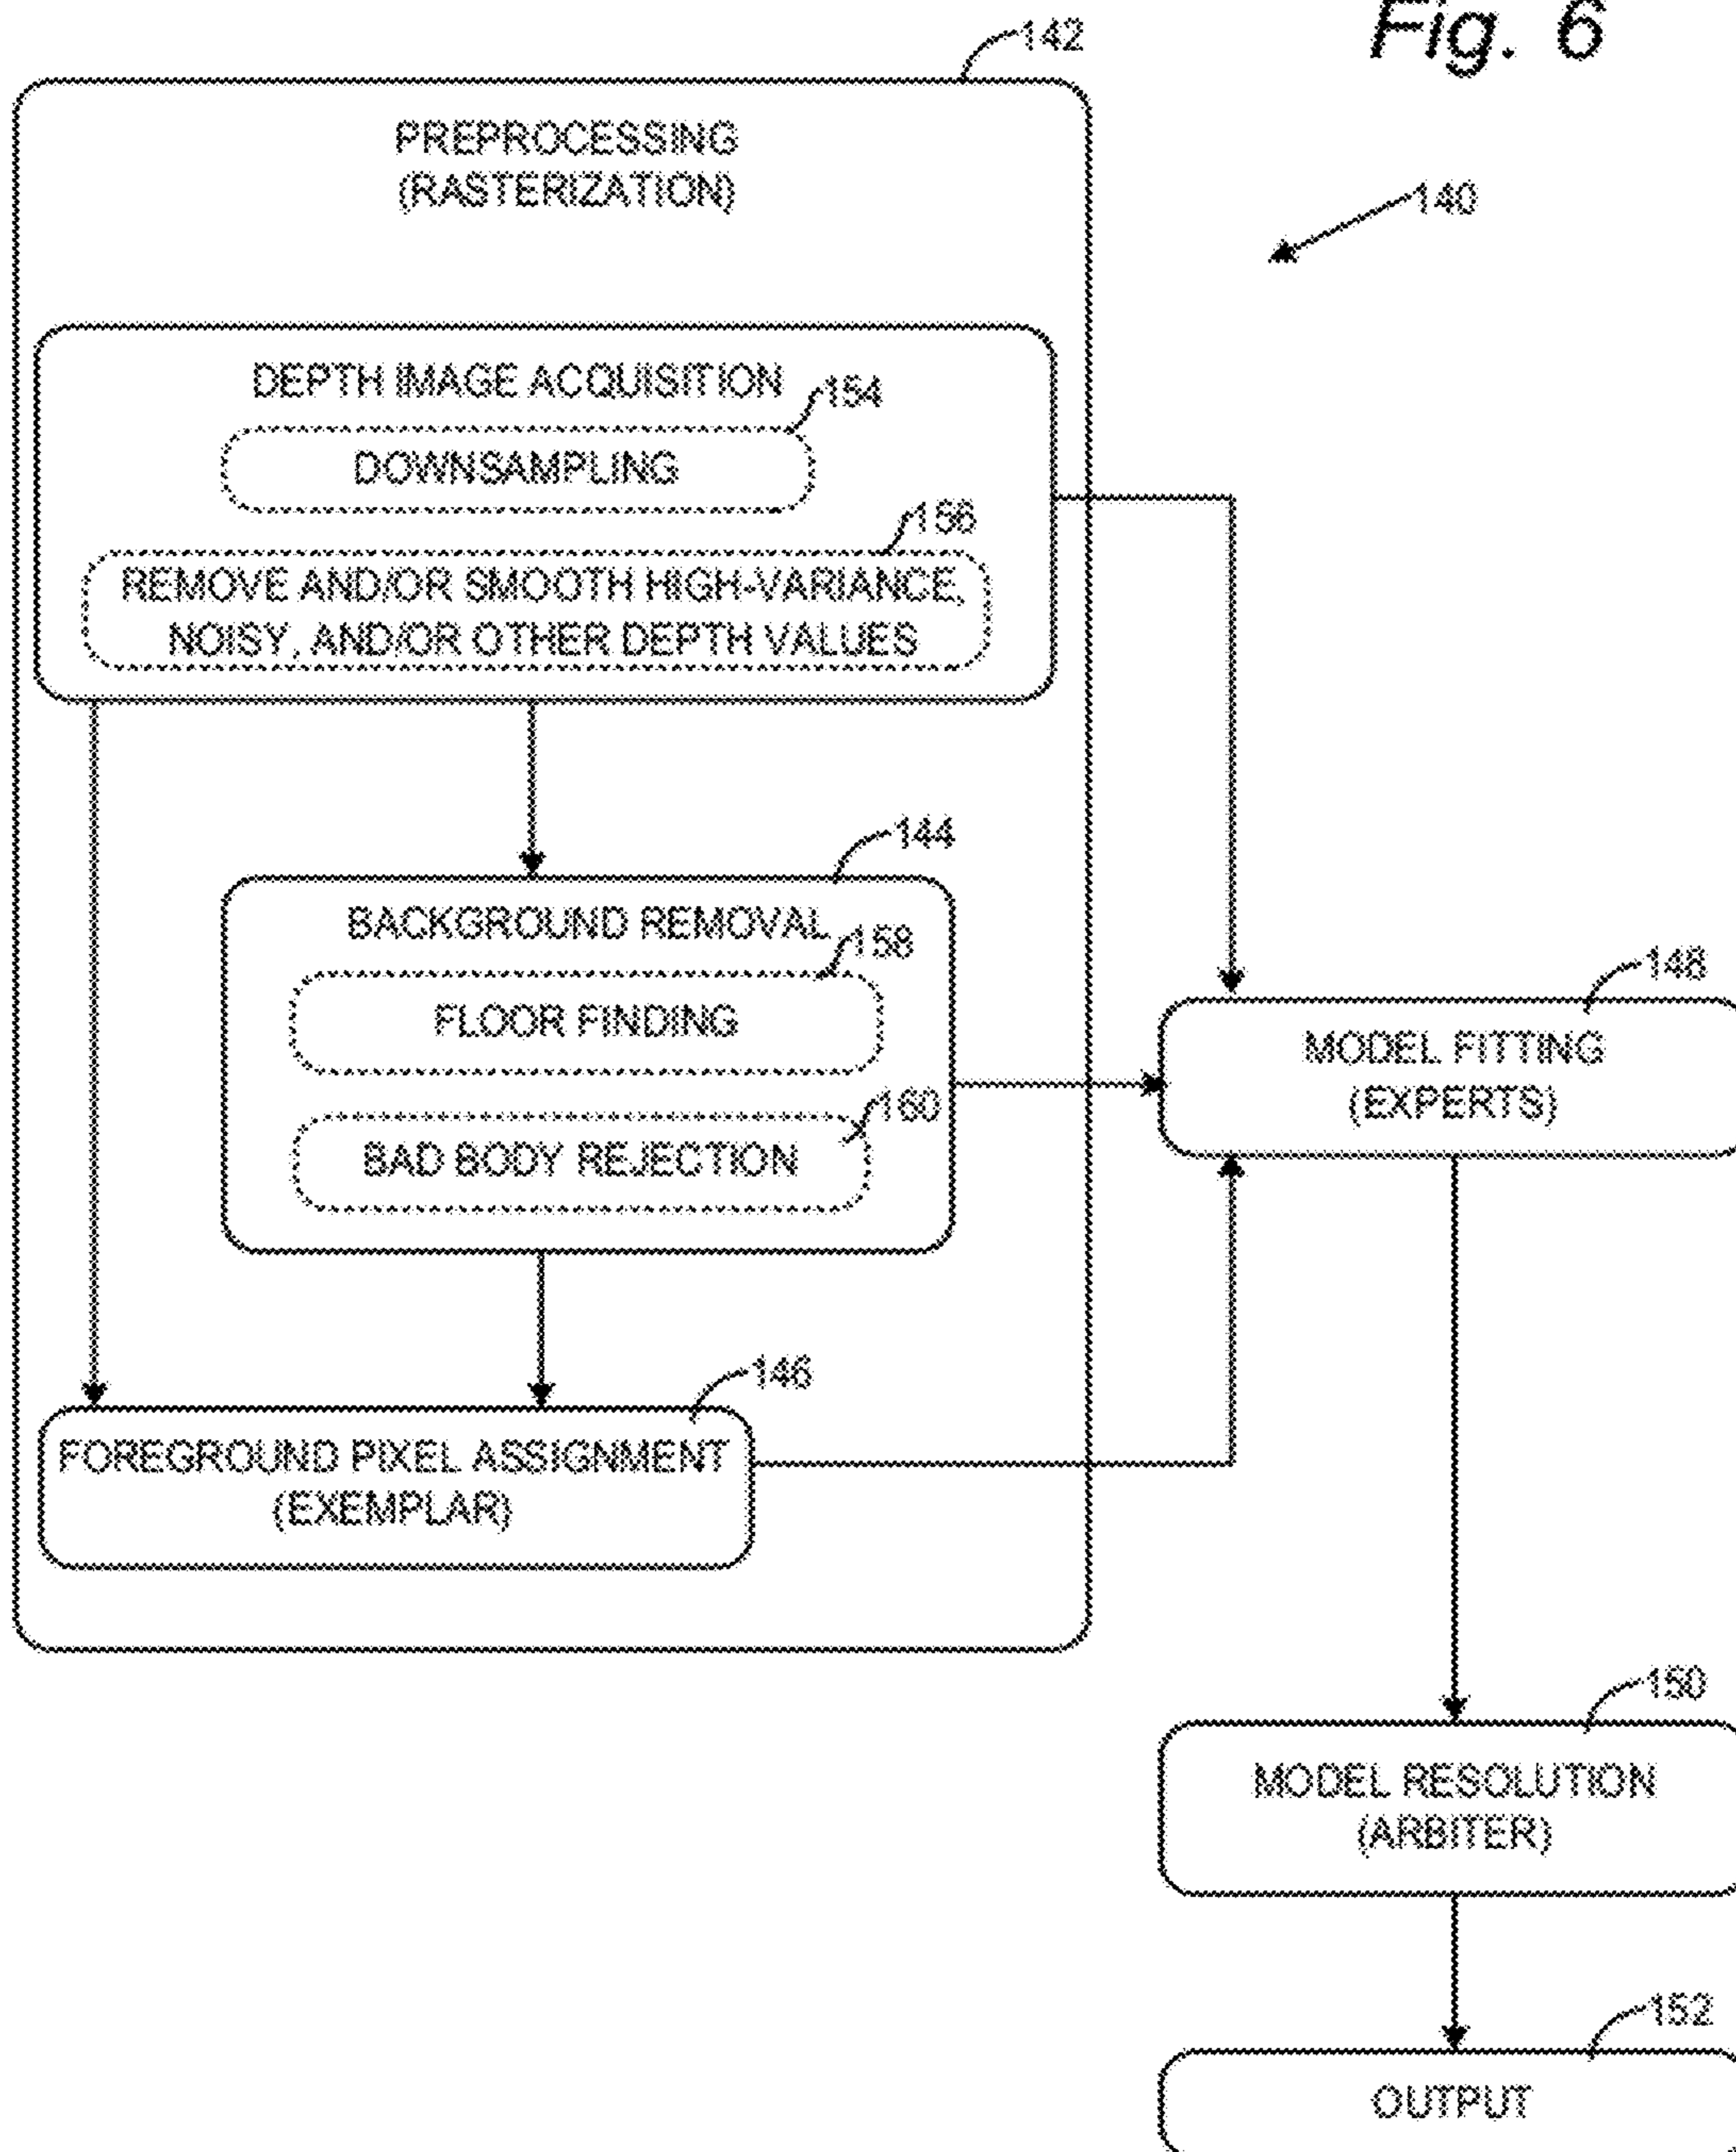 Fig. 6
142
PREPROCESSING
(RASTERIZATION)
140
DEPTH IMAGE ACQUISITION
154
DOWNSAMPLING
156
REMOVE AND/OR SMOOTH HIGH-VARIANCE,
NOISY, AND/OR OTHER DEPTH VALUES
144
BACKGROUND REMOVAL
158
FLOOR FINDING
160
BAD BODY REJECTION
148
MODEL FITTING
(EXPERTS)
146
FOREGROUND PIXEL ASSIGNMENT
(EXEMPLAR)
150
MODEL RESOLUTION
(ARBITER)
152
OUTPUT